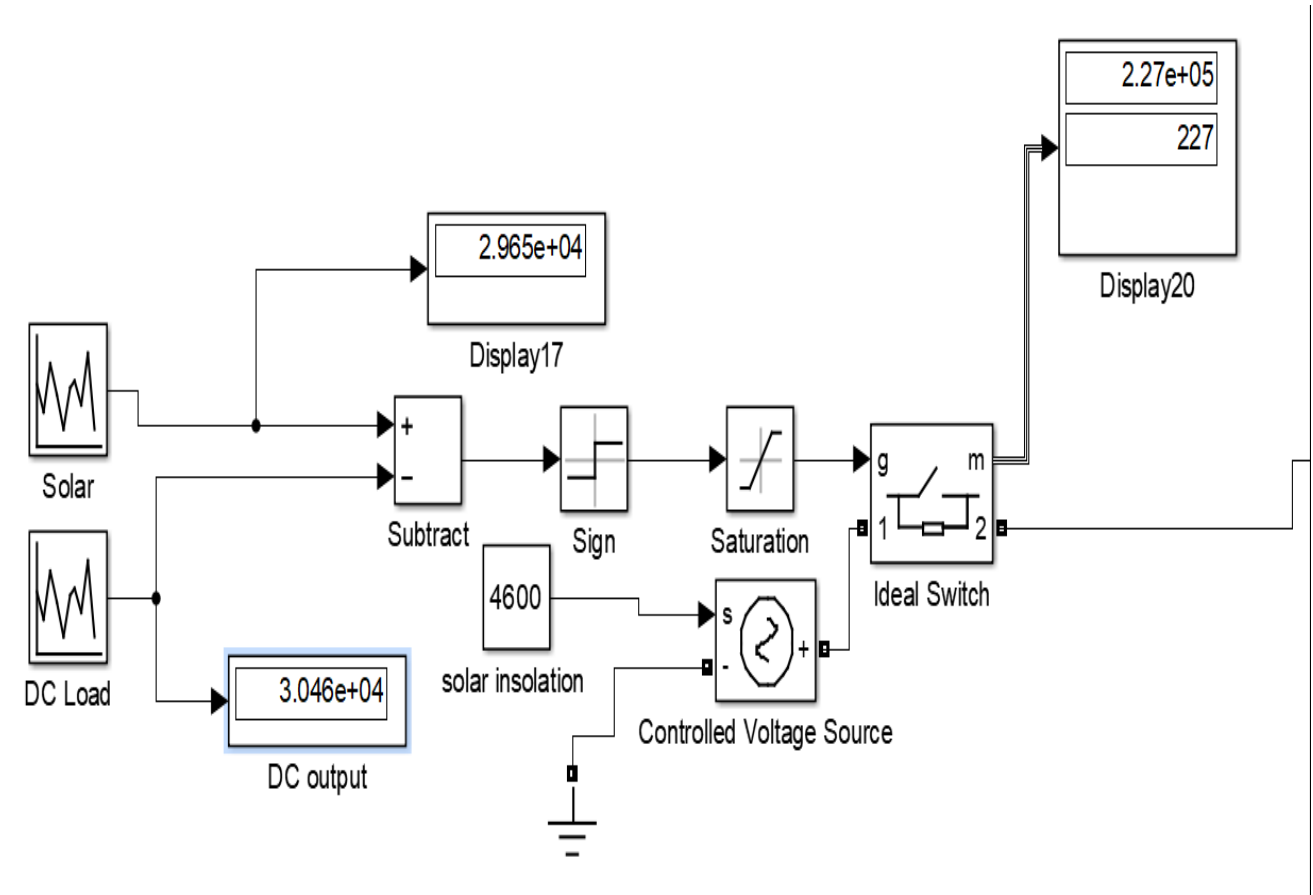 2.27e+05
227
Display20
2.965e+04
Display17
Solar
+
−
Subtract
Sign
Saturation
g m
1 2
Ideal Switch
DC Load
3.046e+04
DC output
4600
solar insolation
s
- +
Controlled Voltage Source